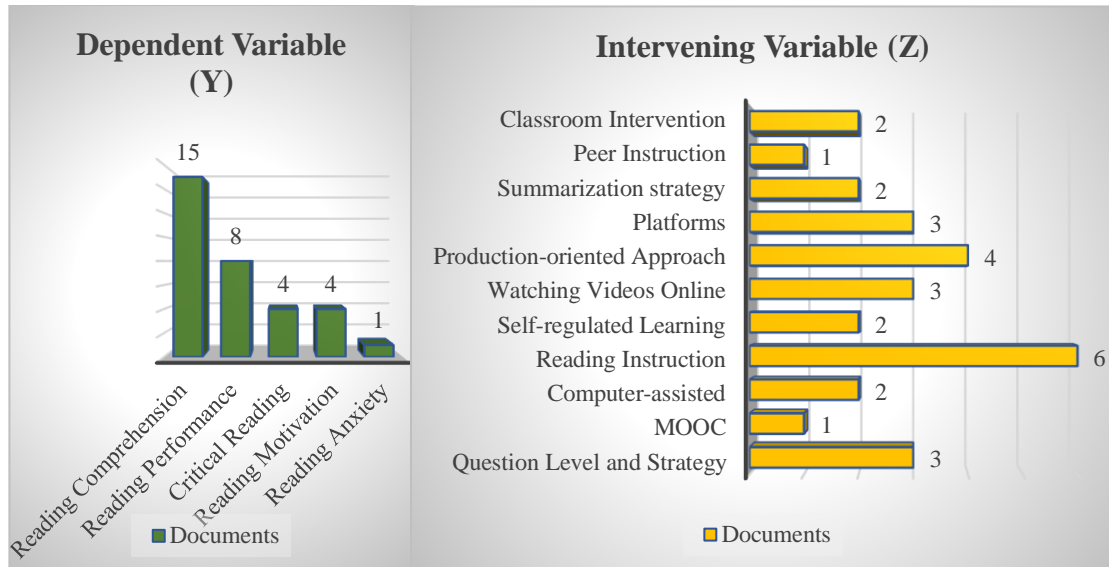 Dependent Variable
(Y)
15
8
4
4
1
Reading Comprehension
Reading Performance
Critical Reading
Reading Motivation
Reading Anxiety
Documents
Intervening Variable (Z)
Classroom Intervention
2
Peer Instruction
1
Summarization strategy
2
Platforms
3
Production-oriented Approach
4
Watching Videos Online
3
Self-regulated Learning
2
Reading Instruction
6
Computer-assisted
2
MOOC
1
Question Level and Strategy
3
Documents